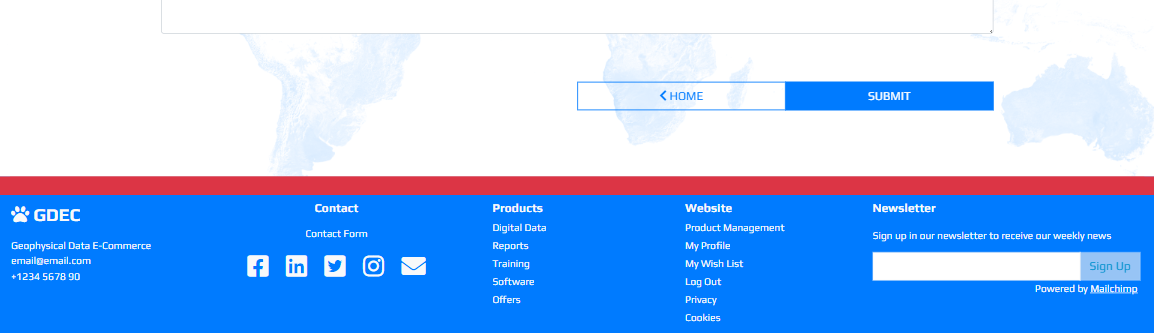 HOME
SUBMIT
GDEC
Geophysical Data E-Commerce
email@email.com
+1234 5678 90
Contact
Contact Form
Products
Digital Data
Reports
Training
Software
Offers
Website
Product Management
My Profile
My Wish List
Log Out
Privacy
Cookies
Newsletter
Sign up in our newsletter to receive our weekly news
Sign Up
Powered by Mailchimp